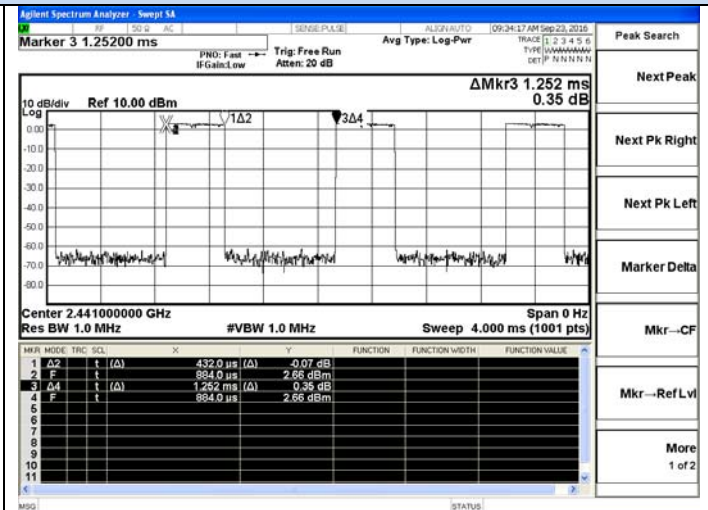 Agilent Spectrum Analyzer - Swept SA
RF 50 Ω AC SENSE:PULSE ALIGN AUTO 09:34:17 AM Sep 23, 2016
Marker 3 1.25200 ms
PNO: Fast
IFGain:Low
Trig: Free Run
Atten: 20 dB
Avg Type: Log-Pwr
TRACE 1 2 3 4 5 6
TYPE WWWWWW
DET P N N N N N
Peak Search
ΔMkr3 1.252 ms
0.35 dB
10 dB/div Ref 10.00 dBm
Log
1Δ2
3Δ4
0.00
-10.0
-20.0
-30.0
-40.0
-50.0
-60.0
-70.0
-80.0
Center 2.441000000 GHz Span 0 Hz
Res BW 1.0 MHz #VBW 1.0 MHz Sweep 4.000 ms (1001 pts)
MKR MODE TRC SCL X Y FUNCTION FUNCTION WIDTH FUNCTION VALUE
1 Δ2 t (Δ) 432.0 µs (Δ) -0.07 dB
2 F t 884.0 µs 2.66 dBm
3 Δ4 t (Δ) 1.252 ms (Δ) 0.35 dB
4 F t 884.0 µs 2.66 dBm
5
6
7
8
9
10
11
MSG STATUS
Next Peak
Next Pk Right
Next Pk Left
Marker Delta
Mkr→CF
Mkr→Ref Lvl
More
1 of 2